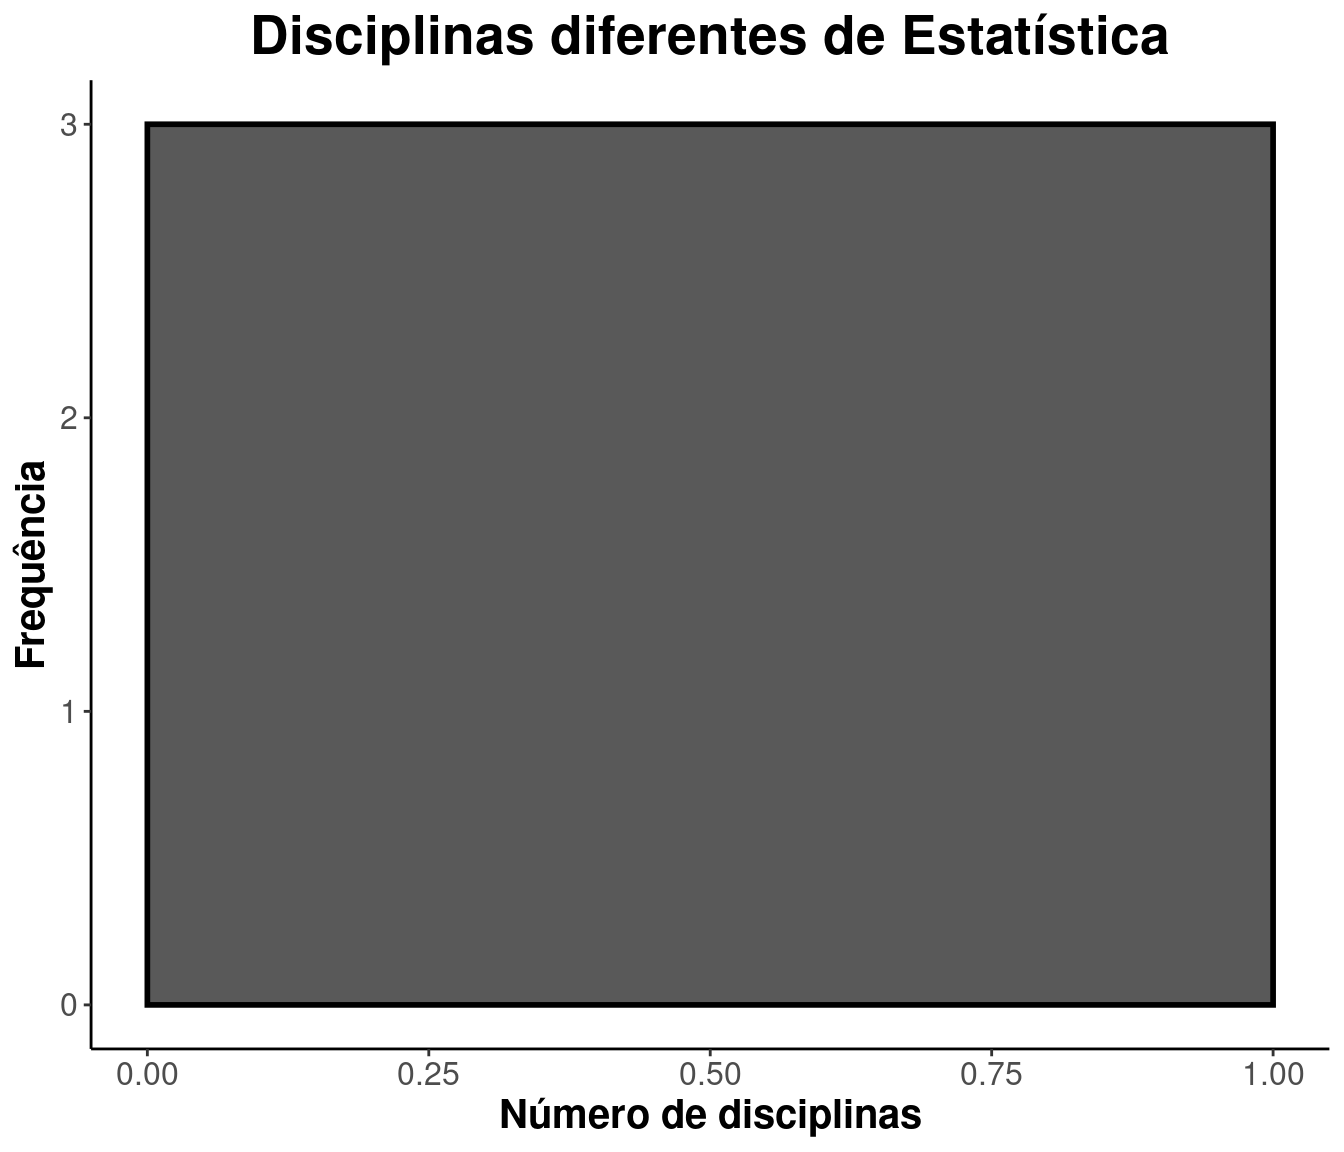 Disciplinas diferentes de Estatística
3
2
1
0
Frequência
0.00 0.25 0.50 0.75 1.00
Número de disciplinas